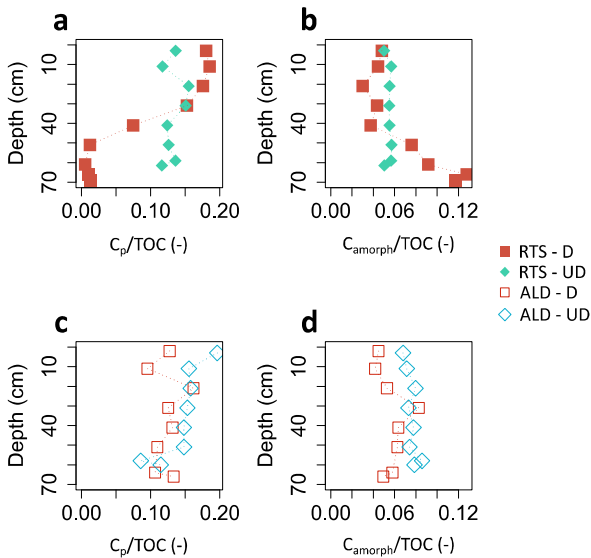 a
b
Depth (cm)
10
40
70
0.00
0.10
0.20
Cp/TOC (-)
Depth (cm)
10
40
70
0.00
0.06
0.12
Camorph/TOC (-)
RTS - D
RTS - UD
ALD - D
ALD - UD
c
d
Depth (cm)
10
40
70
0.00
0.10
0.20
Cp/TOC (-)
Depth (cm)
10
40
70
0.00
0.06
0.12
Camorph/TOC (-)